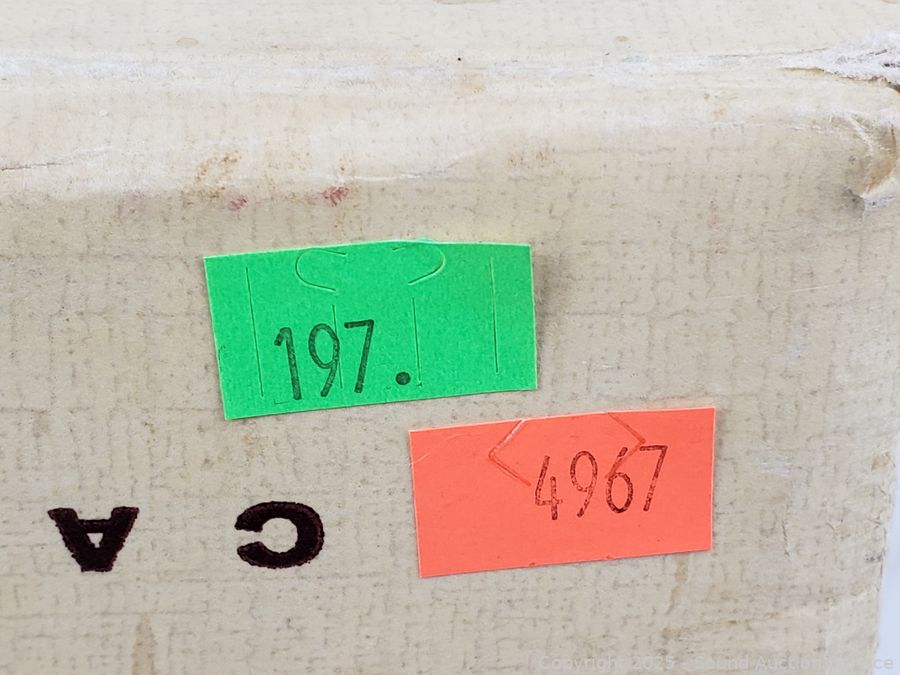 197.
4967
C A
Copyright 2025 - Sound Auction Service